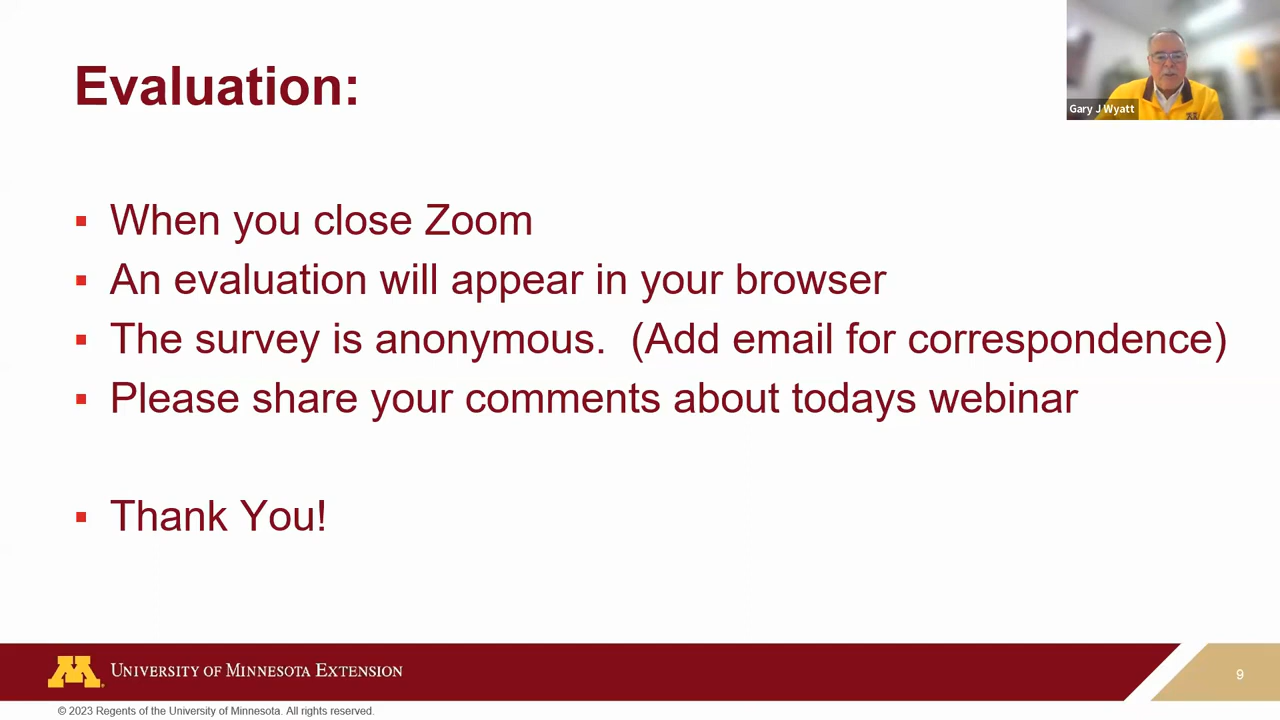 Evaluation:
Gary J Wyatt
▪ When you close Zoom
▪ An evaluation will appear in your browser
▪ The survey is anonymous.  (Add email for correspondence)
▪ Please share your comments about todays webinar
▪ Thank You!
University of Minnesota Extension
9
© 2023 Regents of the University of Minnesota. All rights reserved.